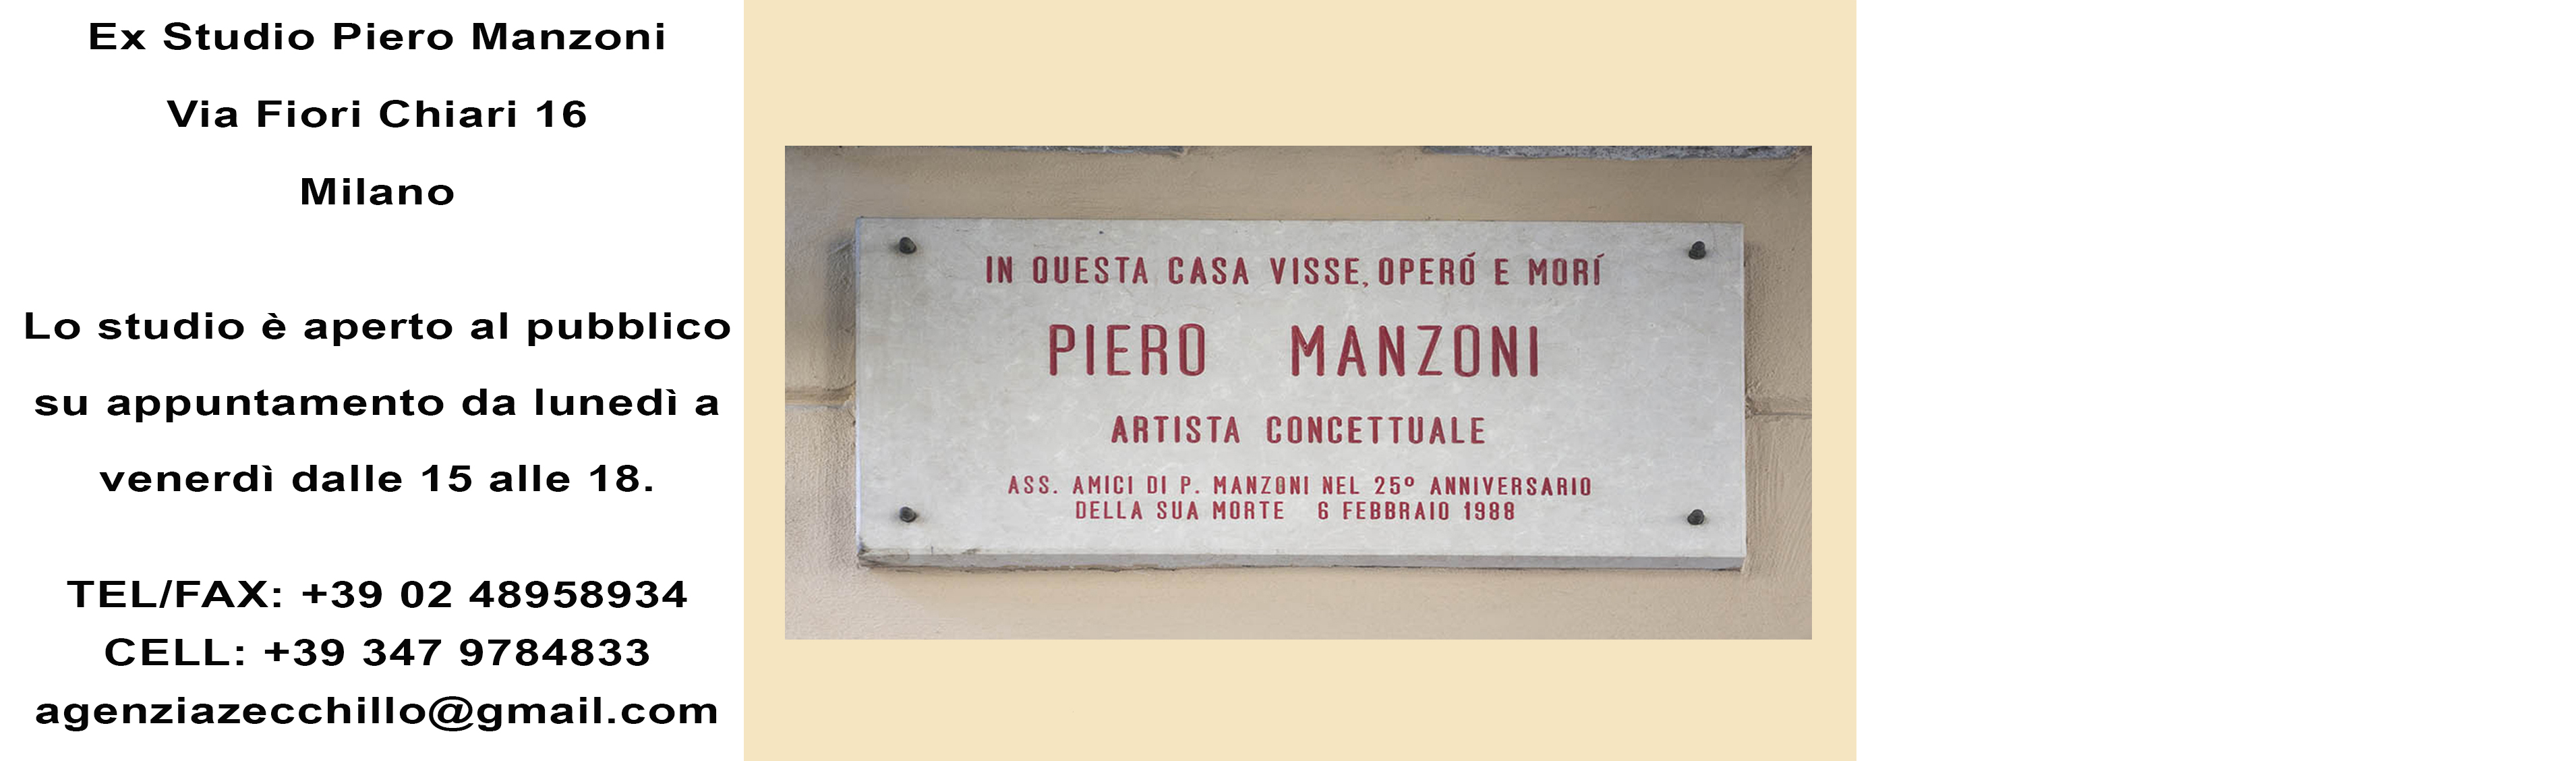 Ex Studio Piero Manzoni
Via Fiori Chiari 16
Milano
Lo studio è aperto al pubblico
su appuntamento da lunedì a
venerdì dalle 15 alle 18.
TEL/FAX: +39 02 48958934
CELL: +39 347 9784833
agenziazecchillo@gmail.com
IN QUESTA CASA VISSE, OPERÓ E MORÍ
PIERO MANZONI
ARTISTA CONCETTUALE
ASS. AMICI DI P. MANZONI NEL 25º ANNIVERSARIO
DELLA SUA MORTE 6 FEBBRAIO 1988